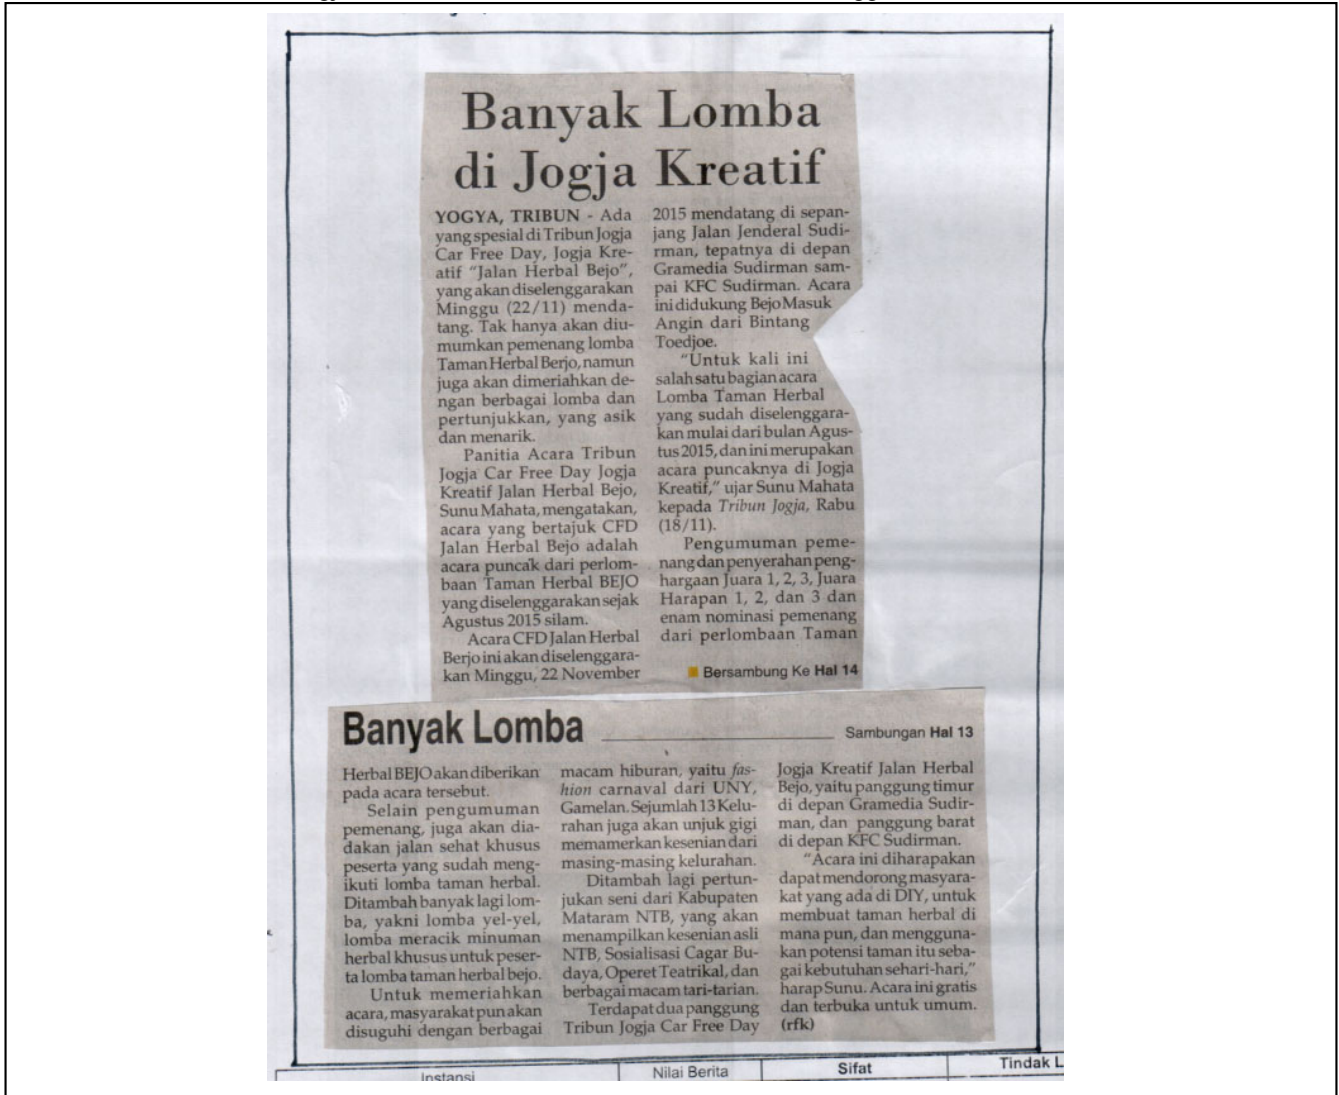 Banyak Lomba
di Jogja Kreatif
YOGYA, TRIBUN - Ada
yang spesial di Tribun Jogja
Car Free Day, Jogja Kre-
atif "Jalan Herbal Bejo",
yang akan diselenggarakan
Minggu (22/11) menda-
tang. Tak hanya akan diu-
mumkan pemenang lomba
Taman Herbal Berjo, namun
juga akan dimeriahkan de-
ngan berbagai lomba dan
pertunjukkan, yang asik
dan menarik.
Panitia Acara Tribun
Jogja Car Free Day Jogja
Kreatif Jalan Herbal Bejo,
Sunu Mahata, mengatakan,
acara yang bertajuk CFD
Jalan Herbal Bejo adalah
acara puncak dari perlom-
baan Taman Herbal BEJO
yang diselenggarakan sejak
Agustus 2015 silam.
Acara CFD Jalan Herbal
Berjo ini akan diselenggara-
kan Minggu, 22 November
2015 mendatang di sepan-
jang Jalan Jenderal Sudi-
rman, tepatnya di depan
Gramedia Sudirman sam-
pai KFC Sudirman. Acara
ini didukung Bejo Masuk
Angin dari Bintang
Toedjoe.
"Untuk kali ini
salah satu bagian acara
Lomba Taman Herbal
yang sudah diselenggara-
kan mulai dari bulan Agus-
tus 2015, dan ini merupakan
acara puncaknya di Jogja
Kreatif," ujar Sunu Mahata
kepada Tribun Jogja, Rabu
(18/11).
Pengumuman peme-
nang dan penyerahan peng-
hargaan Juara 1, 2, 3, Juara
Harapan 1, 2, dan 3 dan
enam nominasi pemenang
dari perlombaan Taman
Bersambung Ke Hal 14
Banyak Lomba
Sambungan Hal 13
Herbal BEJO akan diberikan
pada acara tersebut.
Selain pengumuman
pemenang, juga akan dia-
dakan jalan sehat khusus
peserta yang sudah meng-
ikuti lomba taman herbal.
Ditambah banyak lagi lom-
ba, yakni lomba yel-yel,
lomba meracik minuman
herbal khusus untuk peser-
ta lomba taman herbal bejo.
Untuk memeriahkan
acara, masyarakat pun akan
disuguhi dengan berbagai
macam hiburan, yaitu fas-
hion carnaval dari UNY,
Gamelan. Sejumlah 13 Kelu-
rahan juga akan unjuk gigi
memamerkan kesenian dari
masing-masing kelurahan.
Ditambah lagi pertun-
jukan seni dari Kabupaten
Mataram NTB, yang akan
menampilkan kesenian asli
NTB, Sosialisasi Cagar Bu-
daya, Operet Teatrikal, dan
berbagai macam tari-tarian.
Terdapat dua panggung
Tribun Jogja Car Free Day
Jogja Kreatif Jalan Herbal
Bejo, yaitu panggung timur
di depan Gramedia Sudir-
man, dan panggung barat
di depan KFC Sudirman.
"Acara ini diharapakan
dapat mendorong masyara-
kat yang ada di DIY, untuk
membuat taman herbal di
mana pun, dan mengguna-
kan potensi taman itu seba-
gai kebutuhan sehari-hari,"
harap Sunu. Acara ini gratis
dan terbuka untuk umum.
(rfk)
Instansi
Nilai Berita
Sifat
Tindak L